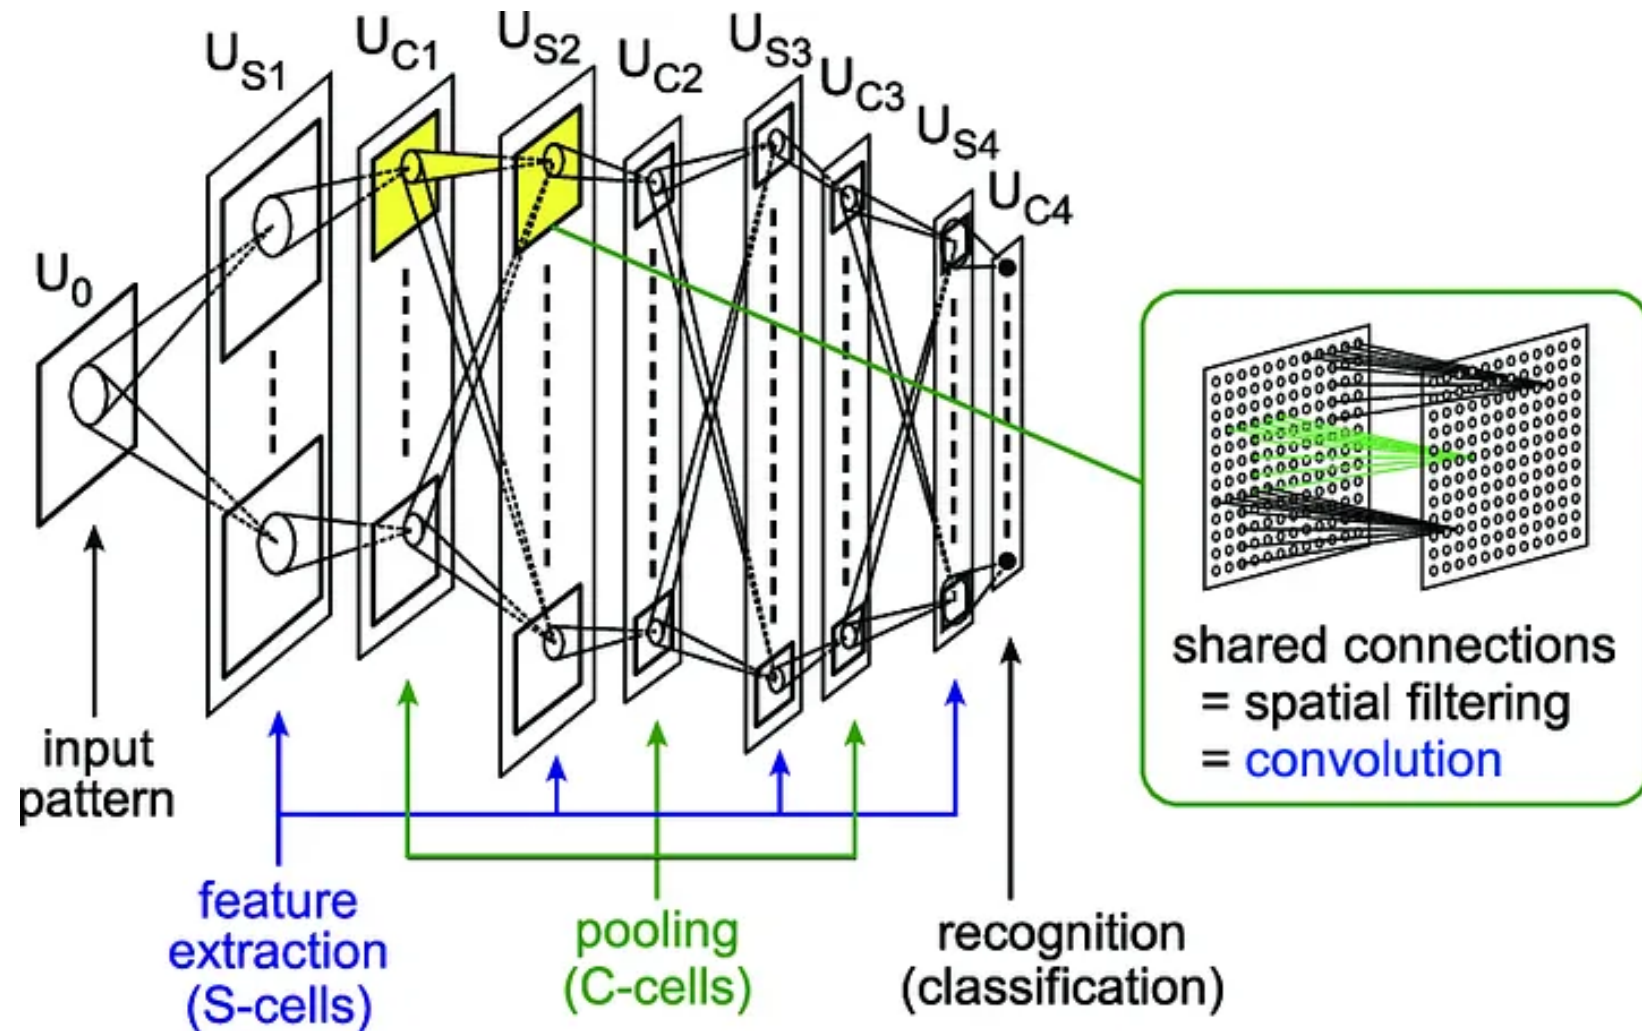 U0
US1
UC1
US2
UC2
US3
UC3
US4
UC4
input
pattern
feature
extraction
(S-cells)
pooling
(C-cells)
recognition
(classification)
shared connections
= spatial filtering
= convolution